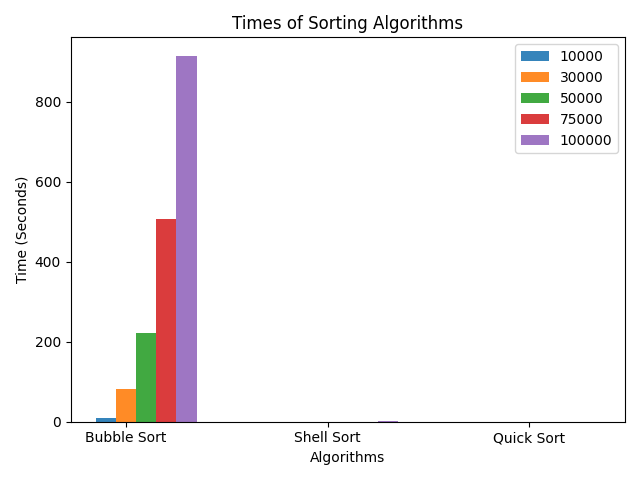 Times of Sorting Algorithms
10000
30000
50000
75000
100000
800
600
400
200
0
Time (Seconds)
Bubble Sort
Shell Sort
Quick Sort
Algorithms